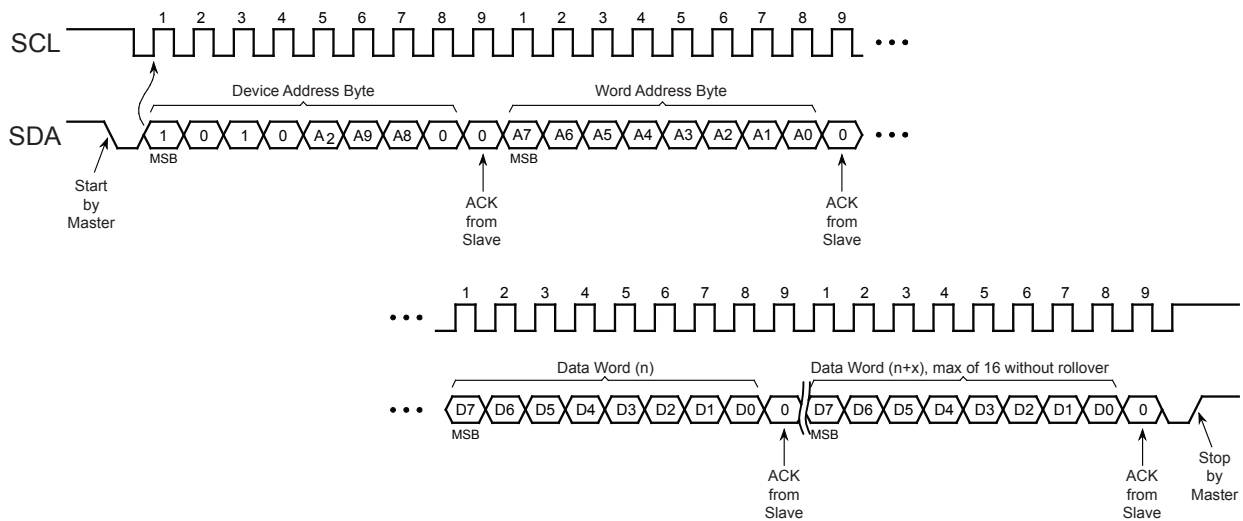 1 2 3 4 5 6 7 8 9 1 2 3 4 5 6 7 8 9
SCL
Device Address Byte
Word Address Byte
SDA
1 0 1 0 A2 A9 A8 0 0 A7 A6 A5 A4 A3 A2 A1 A0 0
MSB
MSB
Start
by
Master
ACK
from
Slave
ACK
from
Slave
1 2 3 4 5 6 7 8 9 1 2 3 4 5 6 7 8 9
Data Word (n)
Data Word (n+x), max of 16 without rollover
D7 D6 D5 D4 D3 D2 D1 D0 0 D7 D6 D5 D4 D3 D2 D1 D0 0
MSB
MSB
ACK
from
Slave
ACK
from
Slave
Stop
by
Master